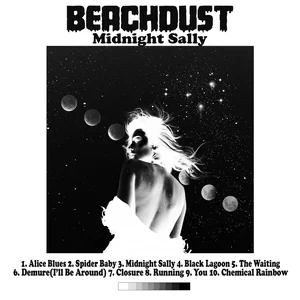 BEACHDUST
Midnight Sally
1. Alice Blues 2. Spider Baby 3. Midnight Sally 4. Black Lagoon 5. The Waiting
6. Demure(I'll Be Around) 7. Closure 8. Running 9. You 10. Chemical Rainbow